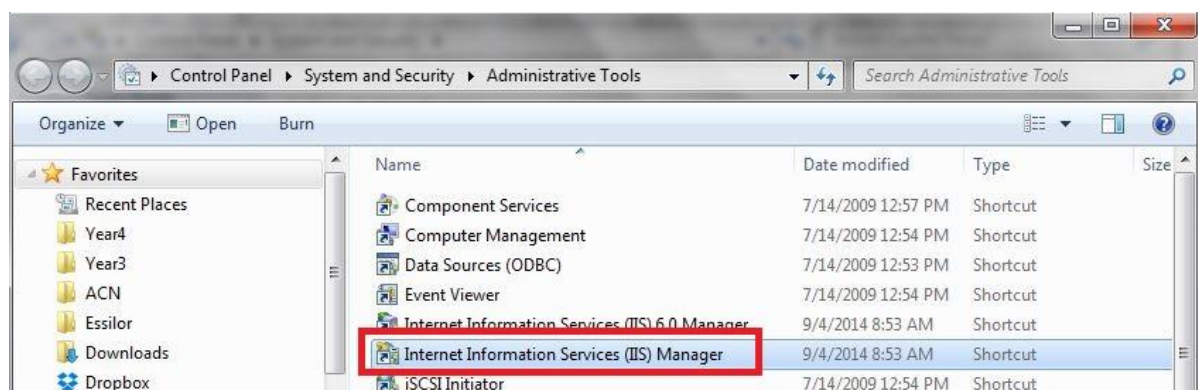 Control Panel ▸ System and Security ▸ Administrative Tools
Search Administrative Tools
Organize Open Burn
Favorites
Recent Places
Year4
Year3
ACN
Essilor
Downloads
Dropbox
Name Date modified Type Size
Component Services 7/14/2009 12:57 PM Shortcut
Computer Management 7/14/2009 12:54 PM Shortcut
Data Sources (ODBC) 7/14/2009 12:53 PM Shortcut
Event Viewer 7/14/2009 12:54 PM Shortcut
Internet Information Services (IIS) 6.0 Manager 9/4/2014 8:53 AM Shortcut
Internet Information Services (IIS) Manager 9/4/2014 8:53 AM Shortcut
iSCSI Initiator 7/14/2009 12:54 PM Shortcut